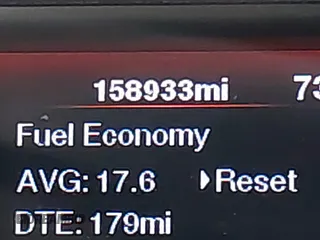 158933mi 73
Fuel Economy
AVG: 17.6 Reset
DTE: 179mi